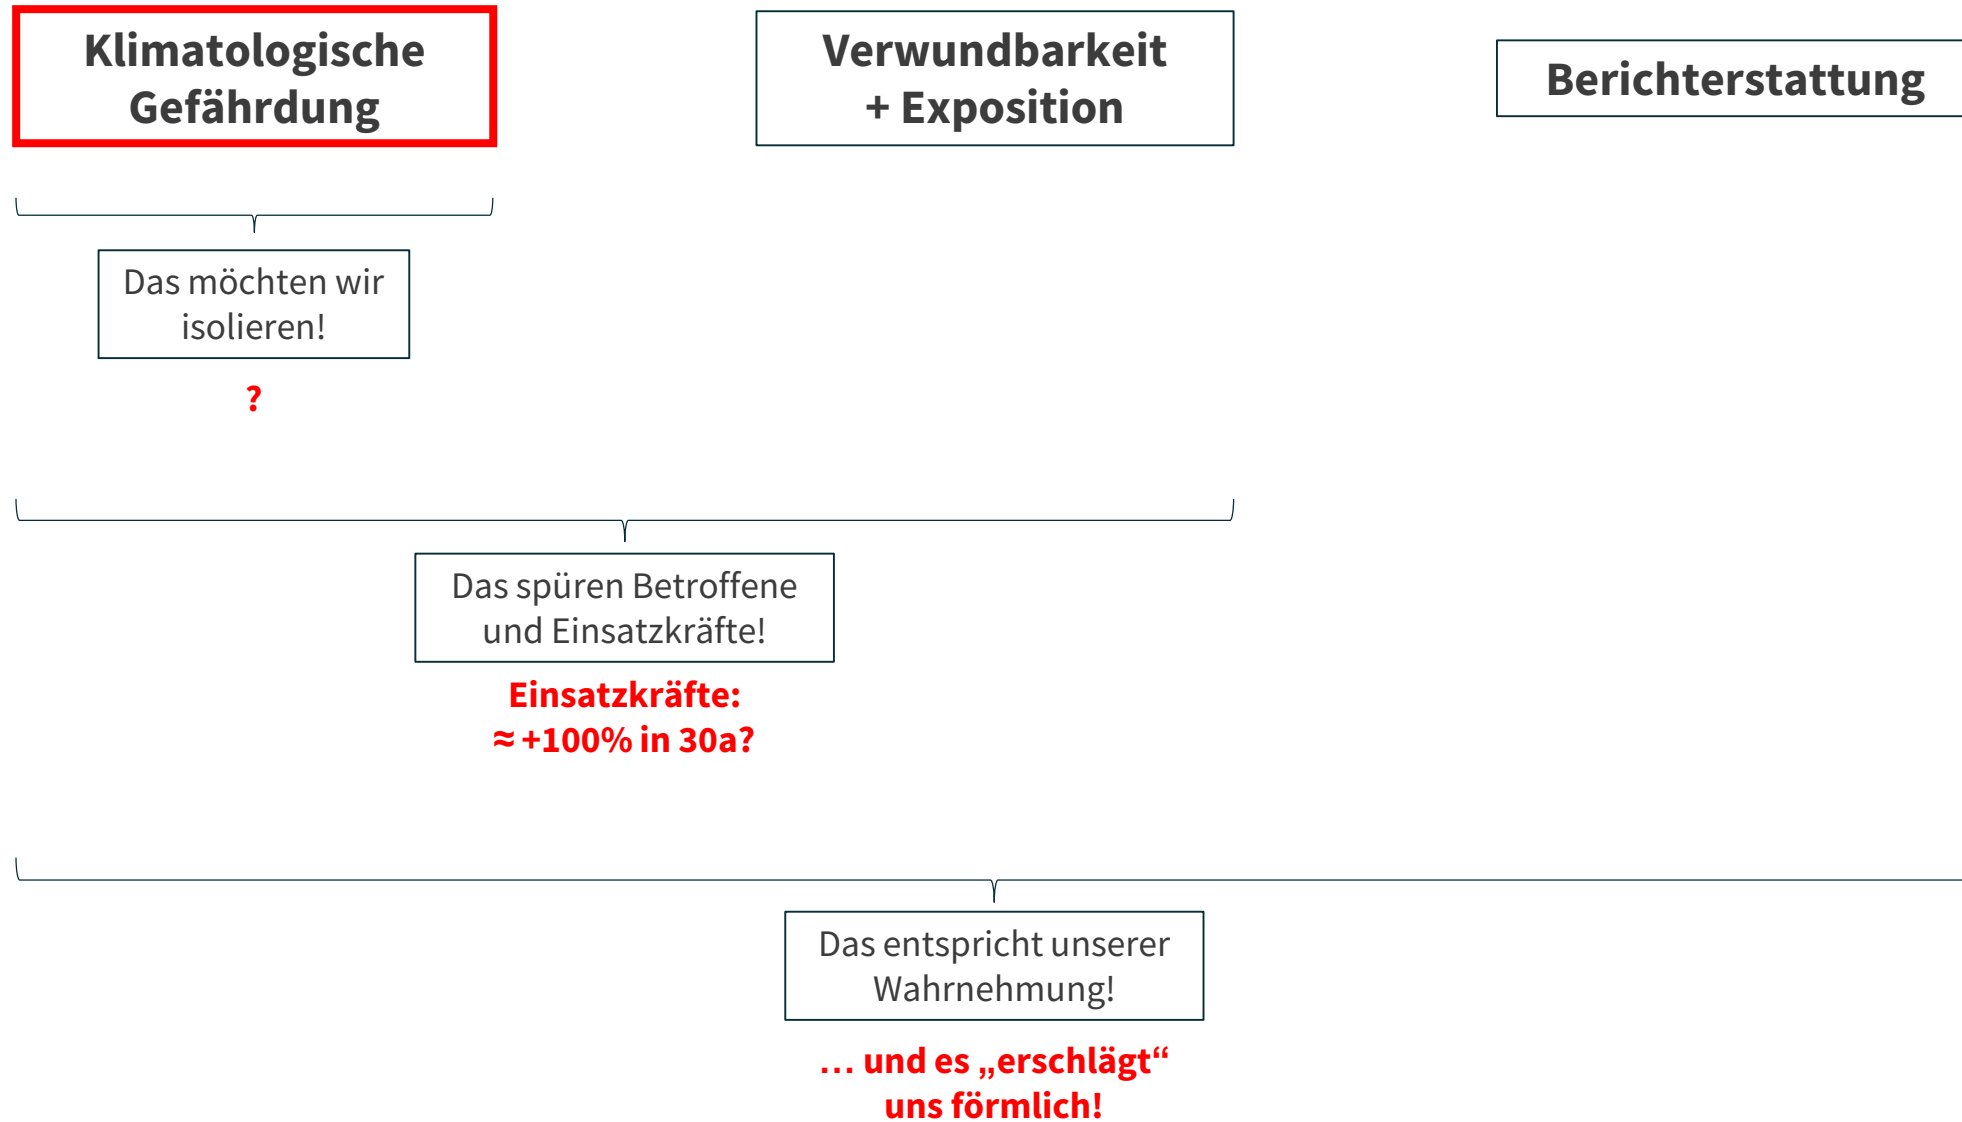 Klimatologische
Gefährdung
Verwundbarkeit
+ Exposition
Berichterstattung
Das möchten wir
isolieren!
?
Das spüren Betroffene
und Einsatzkräfte!
Einsatzkräfte:
≈ +100% in 30a?
Das entspricht unserer
Wahrnehmung!
… und es „erschlägt“
uns förmlich!